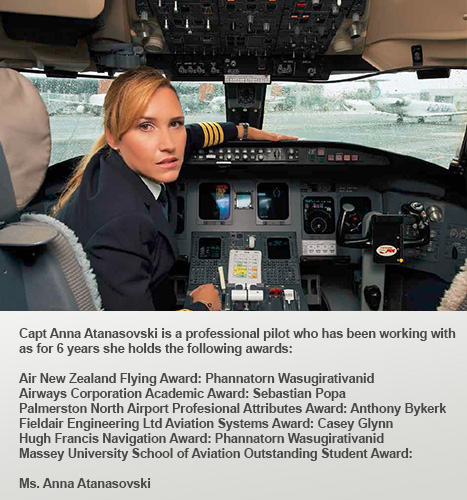 Capt Anna Atanasovski is a professional pilot who has been working with
as for 6 years she holds the following awards:
Air New Zealand Flying Award: Phannatorn Wasugirativanid
Airways Corporation Academic Award: Sebastian Popa
Palmerston North Airport Profesional Attributes Award: Anthony Bykerk
Fieldair Engineering Ltd Aviation Systems Award: Casey Glynn
Hugh Francis Navigation Award: Phannatorn Wasugirativanid
Massey University School of Aviation Outstanding Student Award:
Ms. Anna Atanasovski